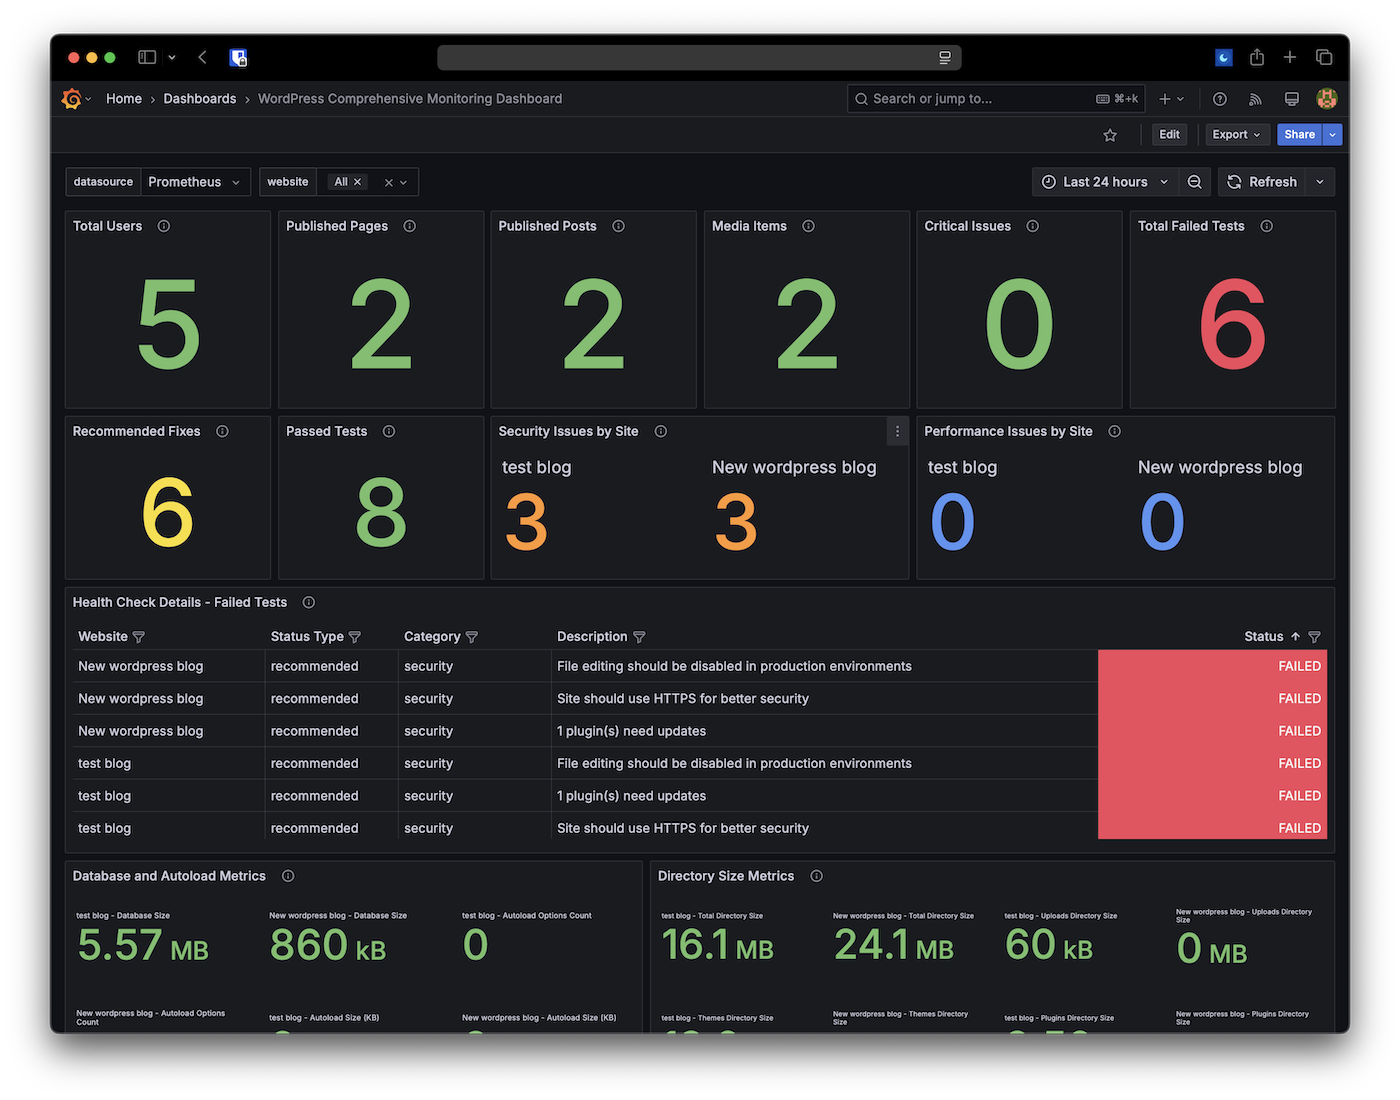 Home › Dashboards › WordPress Comprehensive Monitoring Dashboard
Search or jump to... ⌘+k
Edit Export Share
datasource Prometheus website All × ×
Last 24 hours Refresh
Total Users Published Pages Published Posts Media Items Critical Issues Total Failed Tests
5 2 2 2 0 6
Recommended Fixes Passed Tests Security Issues by Site Performance Issues by Site
test blog New wordpress blog test blog New wordpress blog
6 8 3 3 0 0
Health Check Details - Failed Tests
Website Status Type Category Description Status
New wordpress blog recommended security File editing should be disabled in production environments FAILED
New wordpress blog recommended security Site should use HTTPS for better security FAILED
New wordpress blog recommended security 1 plugin(s) need updates FAILED
test blog recommended security File editing should be disabled in production environments FAILED
test blog recommended security 1 plugin(s) need updates FAILED
test blog recommended security Site should use HTTPS for better security FAILED
Database and Autoload Metrics
test blog - Database Size New wordpress blog - Database Size test blog - Autoload Options Count
5.57 MB 860 kB 0
New wordpress blog - Autoload Options
Count
test blog - Autoload Size (KB) New wordpress blog - Autoload Size (KB)
Directory Size Metrics
test blog - Total Directory Size New wordpress blog - Total Directory Size test blog - Uploads Directory Size
New wordpress blog - Uploads Directory
Size
16.1 MB 24.1 MB 60 kB 0 MB
test blog - Themes Directory Size
New wordpress blog - Themes Directory
Size
test blog - Plugins Directory Size
New wordpress blog - Plugins Directory
Size